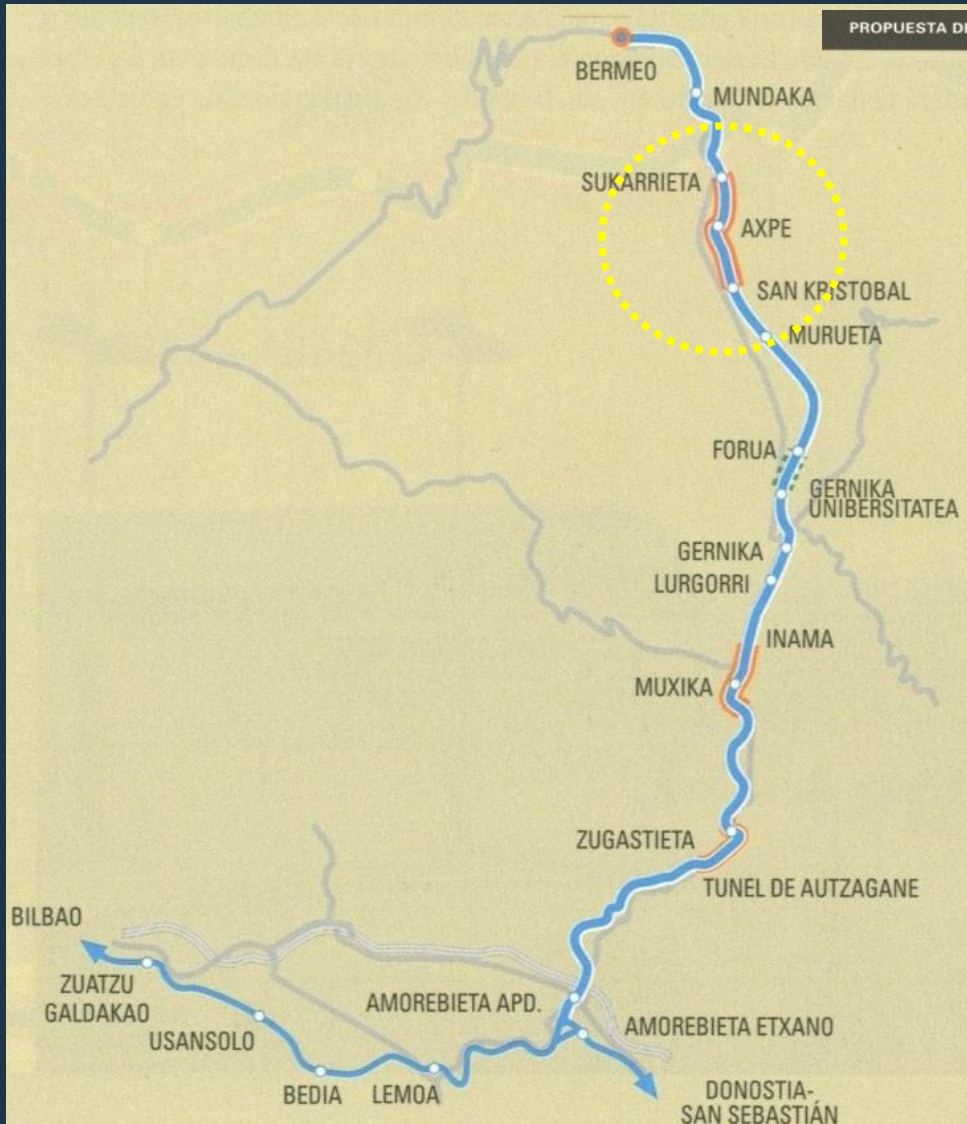 PROPUESTA DE
BERMEO
MUNDAKA
SUKARRIETA
AXPE
SAN KRISTOBAL
MURUETA
FORUA
GERNIKA
UNIBERSITATEA
GERNIKA
LURGORRI
INAMA
MUXIKA
ZUGASTIETA
TUNEL DE AUTZAGANE
BILBAO
ZUATZU
GALDAKAO
AMOREBIETA APD.
USANSOLO
AMOREBIETA ETXANO
BEDIA
LEMOA
DONOSTIA-
SAN SEBASTIÁN